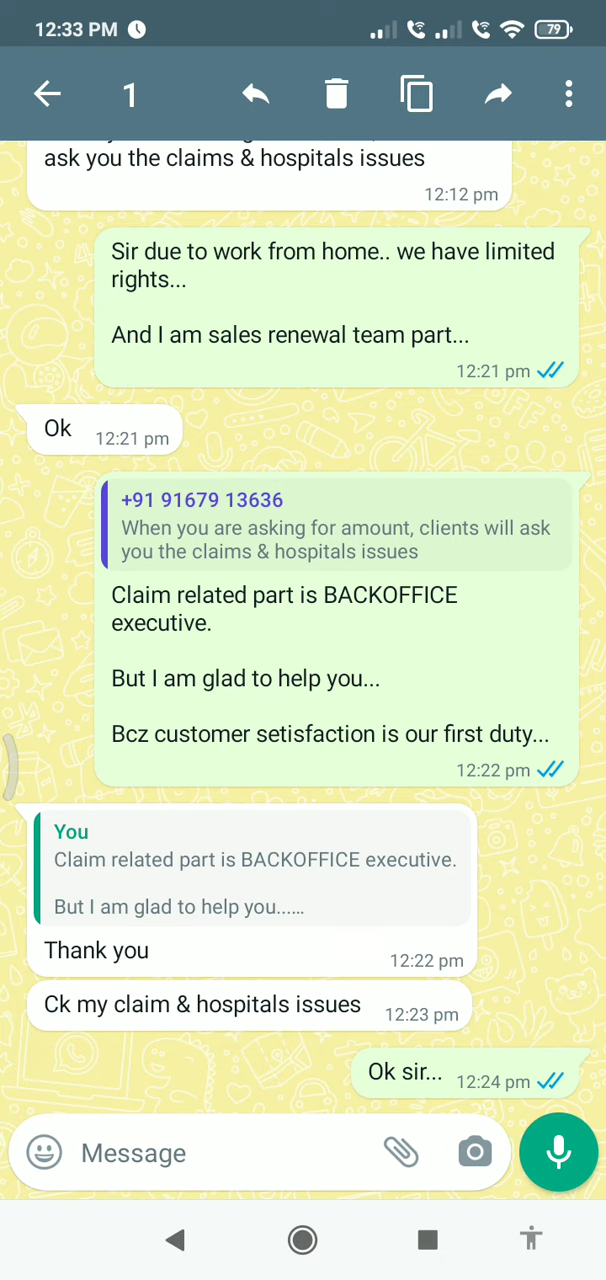 12:33 PM
79
1
ask you the claims & hospitals issues
12:12 pm
Sir due to work from home.. we have limited
rights...
And I am sales renewal team part...
12:21 pm
Ok
12:21 pm
+91 91679 13636
When you are asking for amount, clients will ask
you the claims & hospitals issues
Claim related part is BACKOFFICE
executive.
But I am glad to help you...
Bcz customer setisfaction is our first duty...
12:22 pm
You
Claim related part is BACKOFFICE executive.
But I am glad to help you......
Thank you
12:22 pm
Ck my claim & hospitals issues
12:23 pm
Ok sir...
12:24 pm
Message